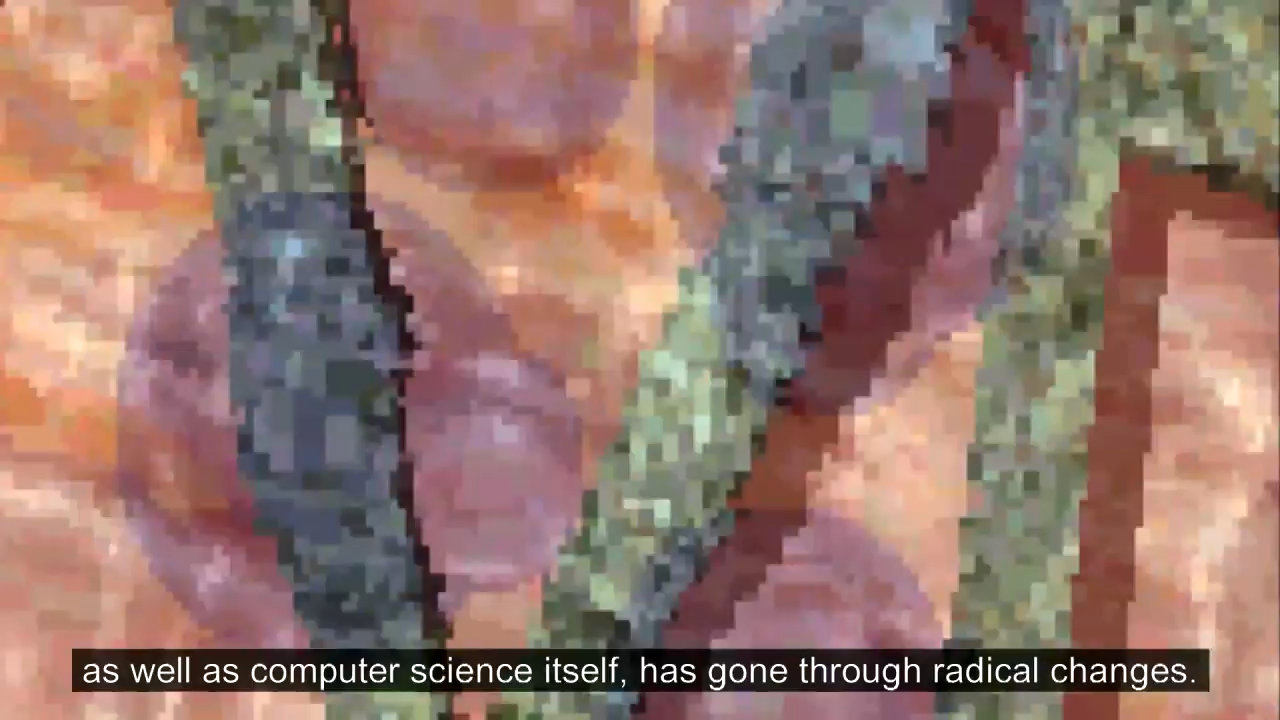 as well as computer science itself, has gone through radical changes.